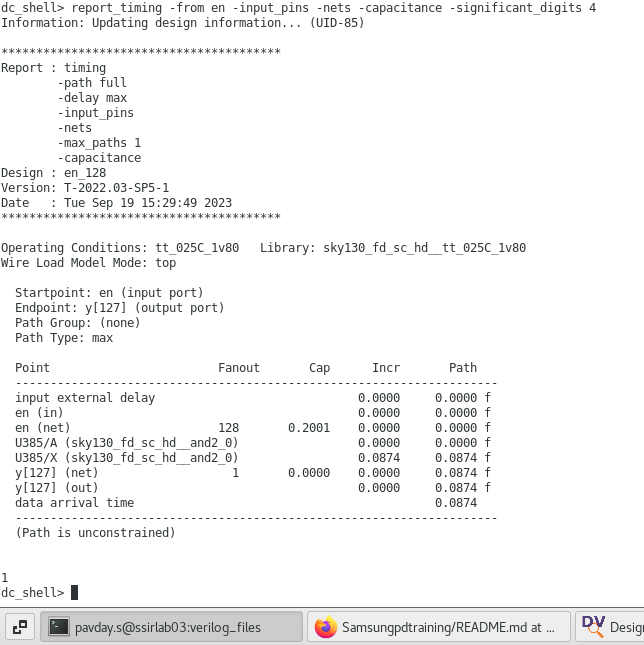 dc_shell> report_timing -from en -input_pins -nets -capacitance -significant_digits 4
Information: Updating design information... (UID-85)
****************************************
Report : timing
        -path full
        -delay max
        -input_pins
        -nets
        -max_paths 1
        -capacitance
Design : en_128
Version: T-2022.03-SP5-1
Date   : Tue Sep 19 15:29:49 2023
****************************************
Operating Conditions: tt_025C_1v80   Library: sky130_fd_sc_hd__tt_025C_1v80
Wire Load Model Mode: top
  Startpoint: en (input port)
  Endpoint: y[127] (output port)
  Path Group: (none)
  Path Type: max
  Point                        Fanout       Cap      Incr       Path
  ---------------------------------------------------------------------
  input external delay                             0.0000     0.0000 f
  en (in)                                          0.0000     0.0000 f
  en (net)                     128       0.2001    0.0000     0.0000 f
  U385/A (sky130_fd_sc_hd__and2_0)                 0.0000     0.0000 f
  U385/X (sky130_fd_sc_hd__and2_0)                 0.0874     0.0874 f
  y[127] (net)                   1       0.0000    0.0000     0.0874 f
  y[127] (out)                                     0.0000     0.0874 f
  data arrival time                                           0.0874
  ---------------------------------------------------------------------
  (Path is unconstrained)
1
dc_shell>
pavday.s@ssirlab03:verilog_files
Samsungpdtraining/README.md at ...
DV
Desig